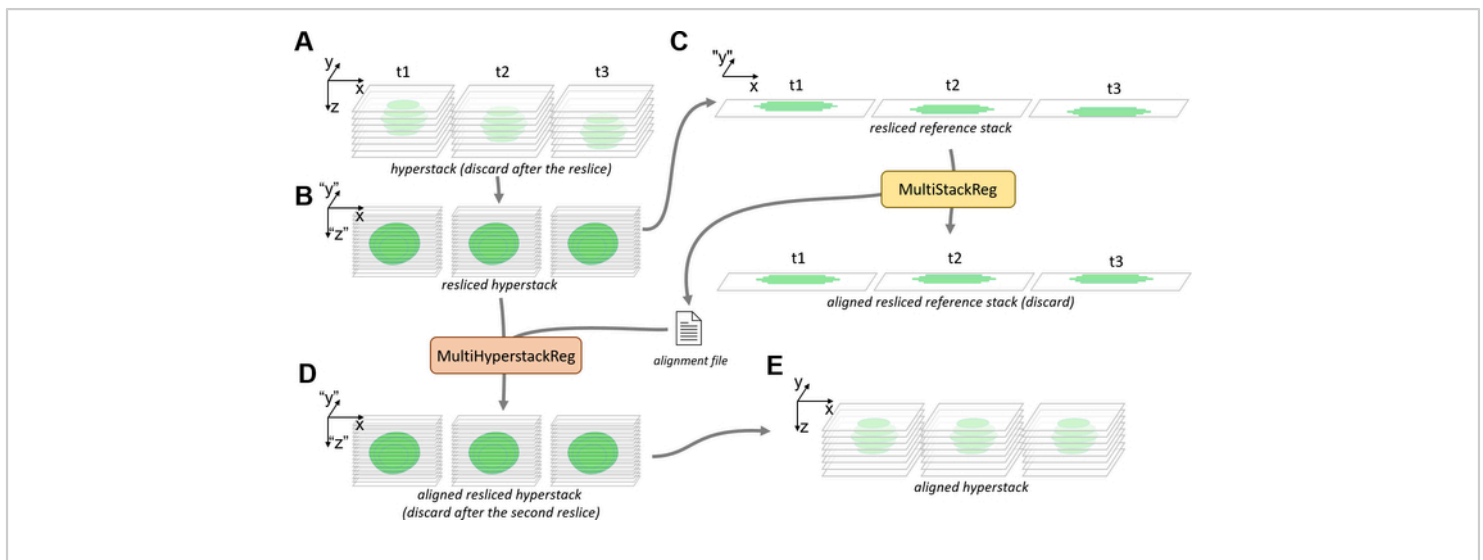 A
y
x
z
t1
t2
t3
hyperstack (discard after the reslice)
B
“y”
x
“z”
resliced hyperstack
C
"y"
x
t1
t2
t3
resliced reference stack
MultiStackReg
t1
t2
t3
aligned resliced reference stack (discard)
alignment file
MultiHyperstackReg
D
“y”
x
“z”
aligned resliced hyperstack
(discard after the second reslice)
E
y
x
z
aligned hyperstack